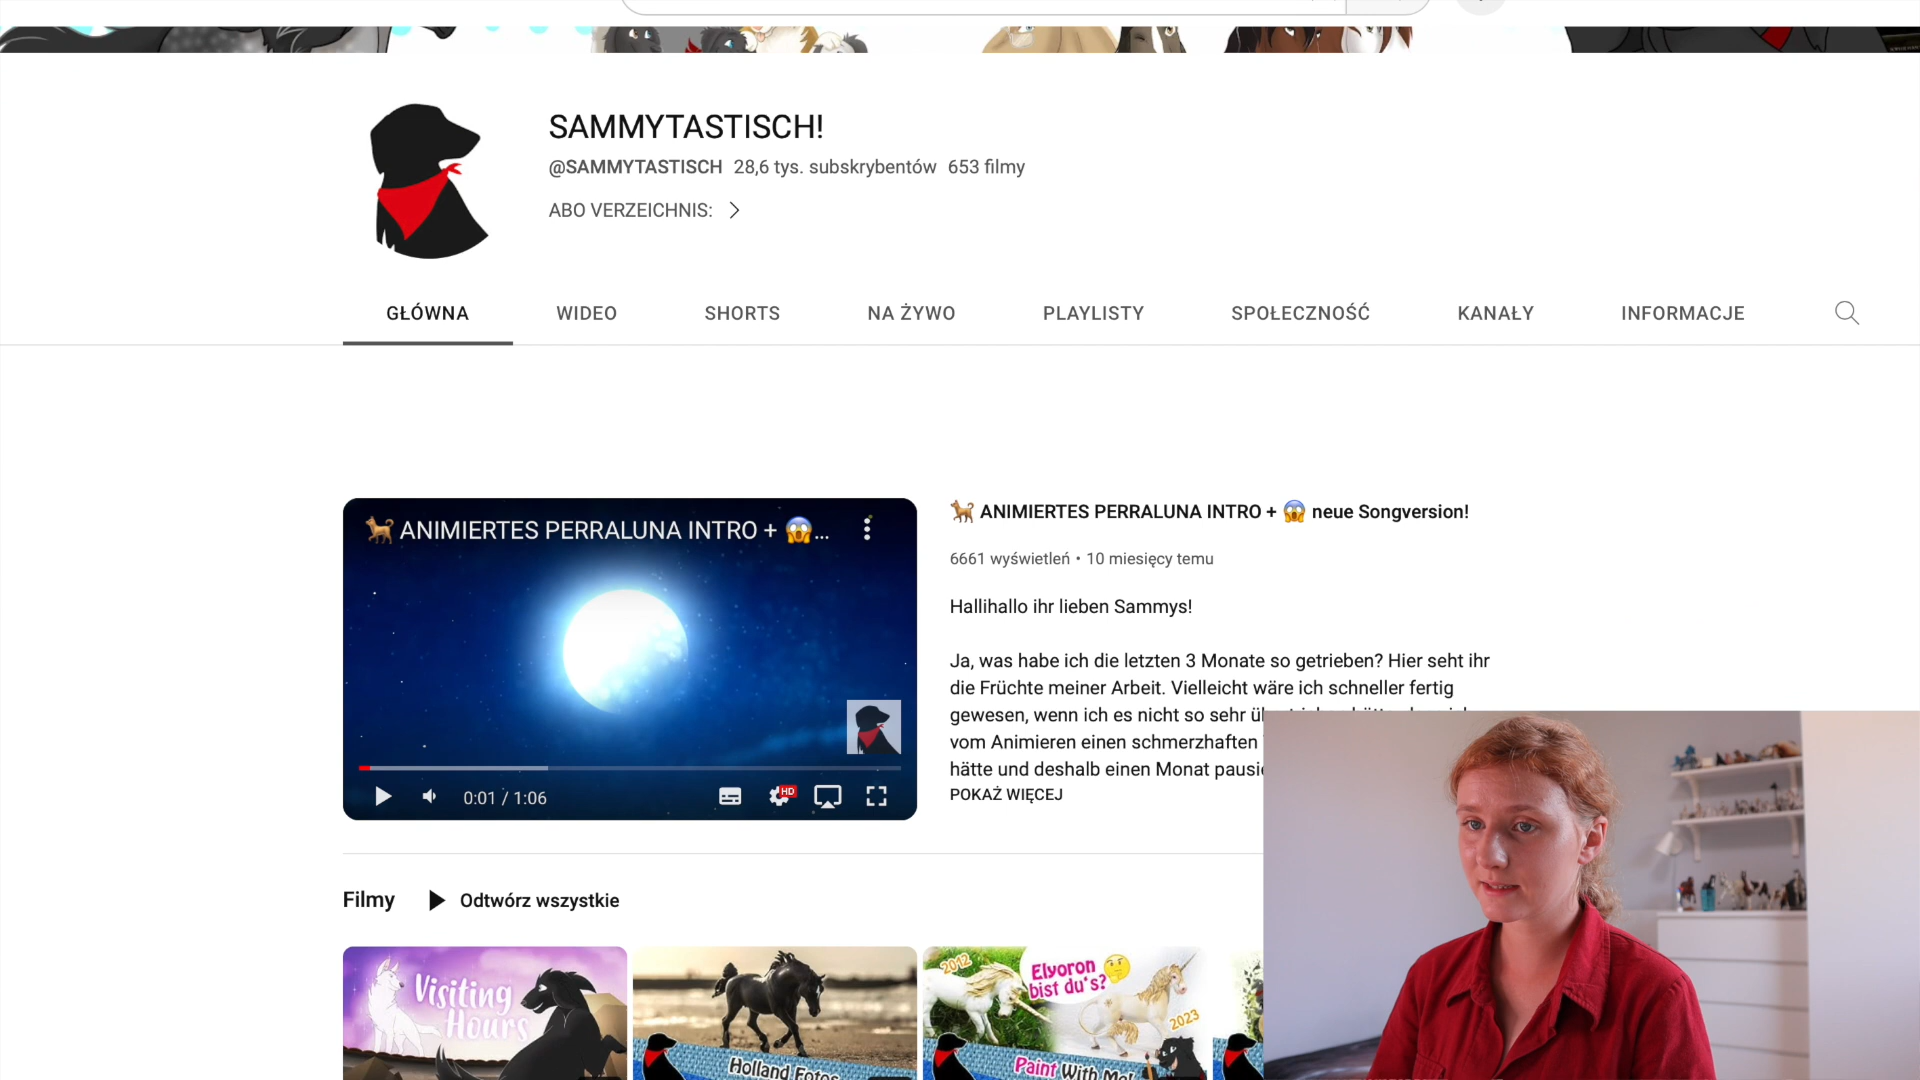 SAMMYTASTISCH!
@SAMMYTASTISCH 28,6 tys. subskrybentów 653 filmy
ABO VERZEICHNIS:
GŁÓWNA WIDEO SHORTS NA ŻYWO PLAYLISTY SPOŁECZNOŚĆ KANAŁY INFORMACJE
🐕 ANIMIERTES PERRALUNA INTRO + 😱...
0:01 / 1:06
HD
🐕 ANIMIERTES PERRALUNA INTRO + 😱 neue Songversion!
6661 wyświetleń • 10 miesięcy temu
Hallihallo ihr lieben Sammys!
Ja, was habe ich die letzten 3 Monate so getrieben? Hier seht ihr
die Früchte meiner Arbeit. Vielleicht wäre ich schneller fertig
gewesen, wenn ich es nicht so sehr
vom Animieren einen schmerzhaften
hätte und deshalb einen Monat
POKAŻ WIĘCEJ
Filmy Odtwórz wszystkie
Visiting
Hours
Holland Fotos
2012
Elyoron
bist du's?
2023
Paint With Me!